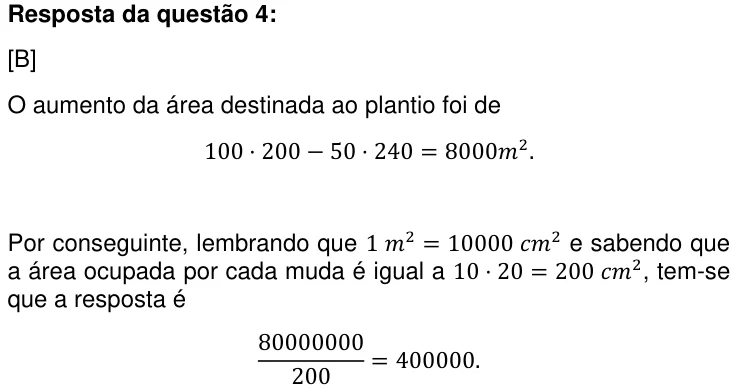 Resposta da questão 4:
[B]
O aumento da área destinada ao plantio foi de
100 · 200 − 50 · 240 = 8000m².
Por conseguinte, lembrando que 1 m² = 10000 cm² e sabendo que
a área ocupada por cada muda é igual a 10 · 20 = 200 cm², tem-se
que a resposta é
80000000
200
= 400000.